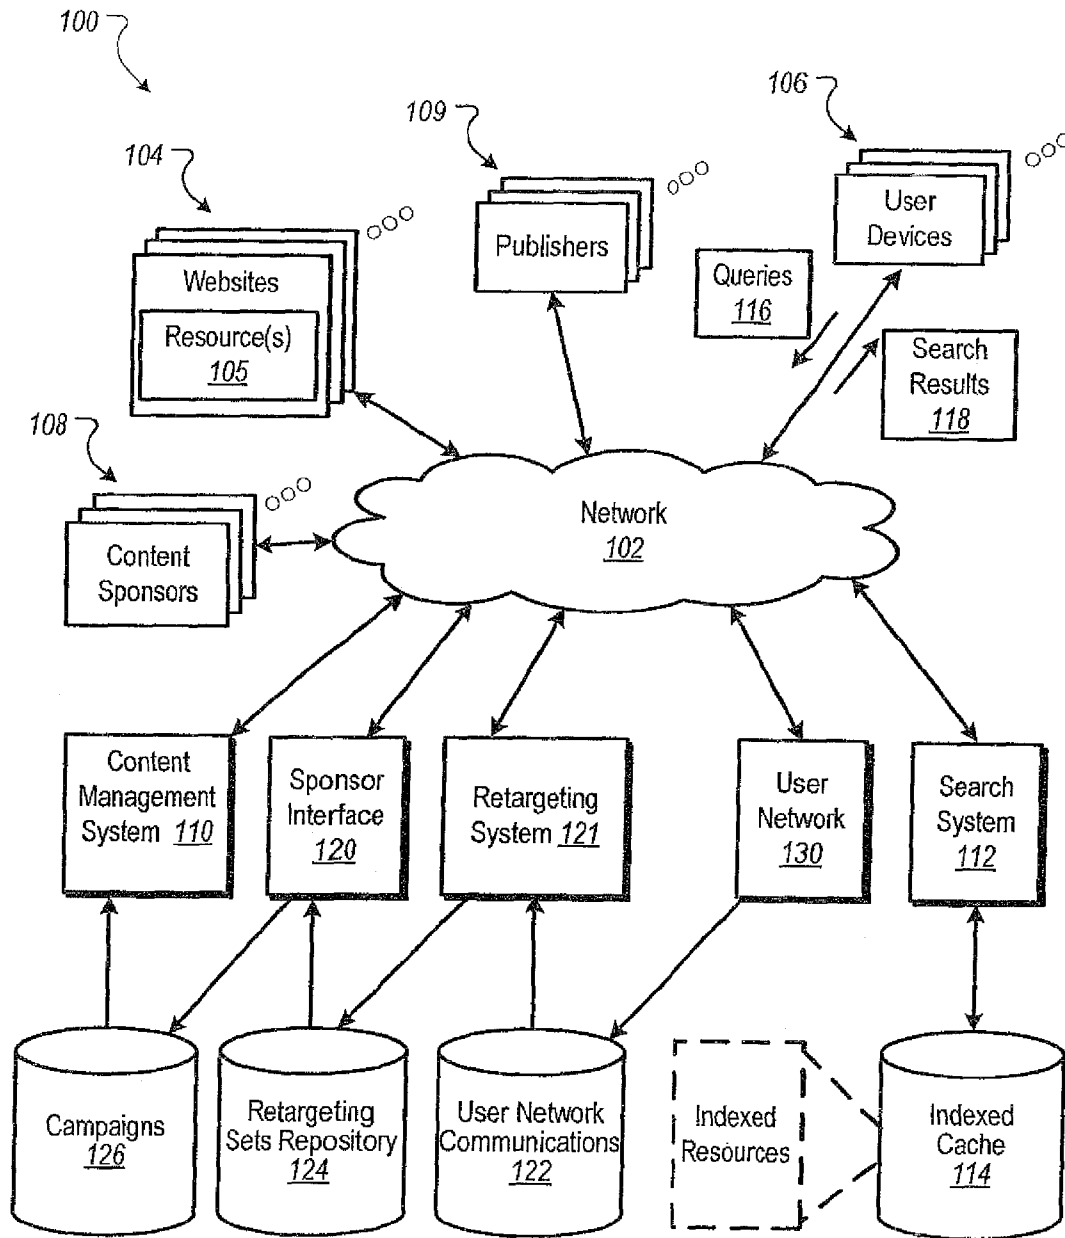 100
104
109
106
Websites
Resource(s)
105
Publishers
User
Devices
Queries
116
Search
Results
118
108
Content
Sponsors
Network
102
Content
Management
System 110
Sponsor
Interface
120
Retargeting
System 121
User
Network
130
Search
System
112
Campaigns
126
Retargeting
Sets Repository
124
User Network
Communications
122
Indexed
Resources
Indexed
Cache
114